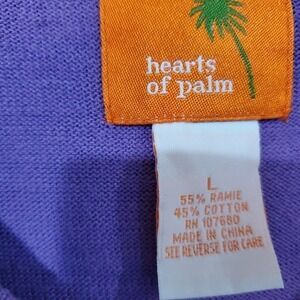 hearts
of palm
L
55% RAMIE
45% COTTON
RN 107680
MADE IN CHINA
SEE REVERSE FOR CARE